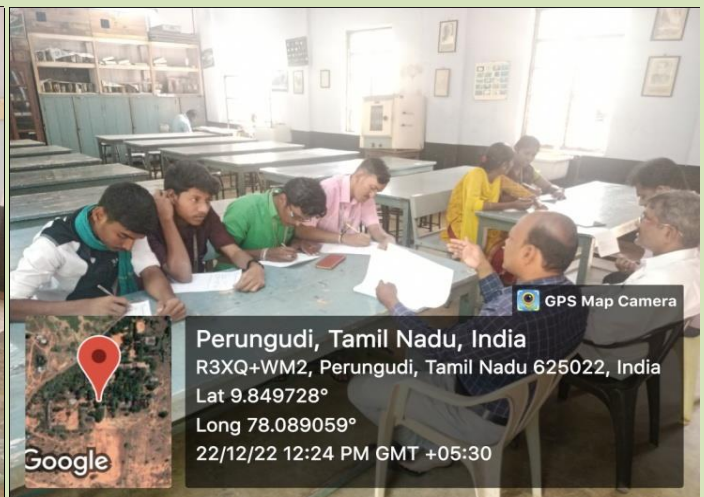 GPS Map Camera
Perungudi, Tamil Nadu, India
R3XQ+WM2, Perungudi, Tamil Nadu 625022, India
Lat 9.849728°
Long 78.089059°
22/12/22 12:24 PM GMT +05:30
Google